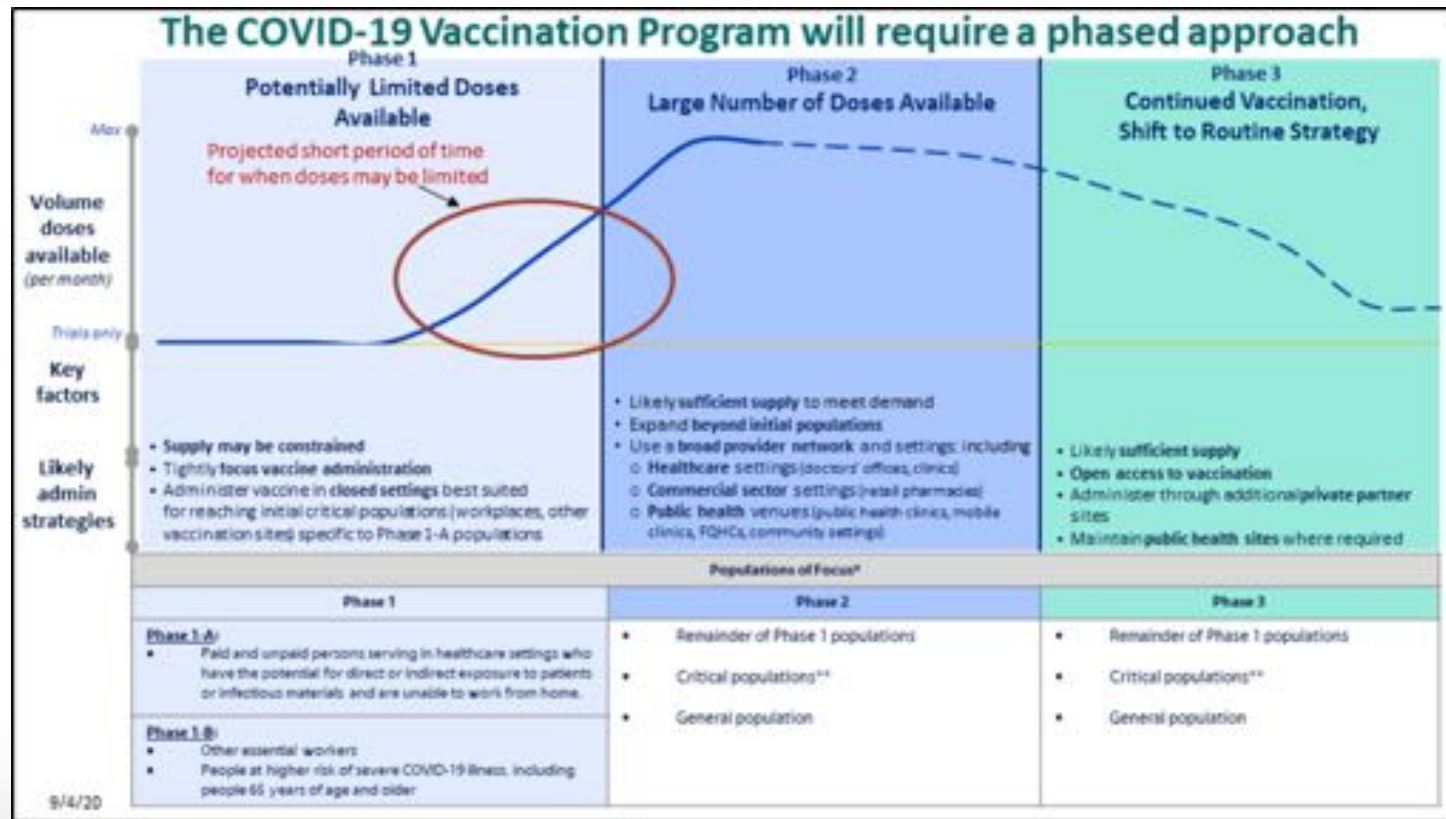 The COVID-19 Vaccination Program will require a phased approach
Phase 1
Potentially Limited Doses
Available
Projected short period of time
for when doses may be limited
Phase 2
Large Number of Doses Available
Phase 3
Continued Vaccination,
Shift to Routine Strategy
Max
Volume
doses
available
(per month)
Trials only
Key
factors
Likely
admin
strategies
• Supply may be constrained
• Tightly focus vaccine administration
• Administer vaccine in closed settings best suited
for reaching initial critical populations (workplaces, other
vaccination sites) specific to Phase 1-A populations
• Likely sufficient supply to meet demand
• Expand beyond initial populations
• Use a broad provider network and settings including
o Healthcare settings (doctors' offices, clinics)
o Commercial sector settings (retail pharmacies)
o Public health venues (public health clinics, mobile
clinics, FQHCs, community settings)
• Likely sufficient supply
• Open access to vaccination
• Administer through additional private partner
sites
• Maintain public health sites where required
Populations of Focus*
Phase 1
Phase 2
Phase 3
Phase 1-A:
• Paid and unpaid persons serving in healthcare settings who
have the potential for direct or indirect exposure to patients
or infectious materials and are unable to work from home.
Phase 1-B:
• Other essential workers
• People at higher risk of severe COVID-19 illness, including
people 65 years of age and older
• Remainder of Phase 1 populations
• Critical populations**
• General population
• Remainder of Phase 1 populations
• Critical populations**
• General population
9/4/20